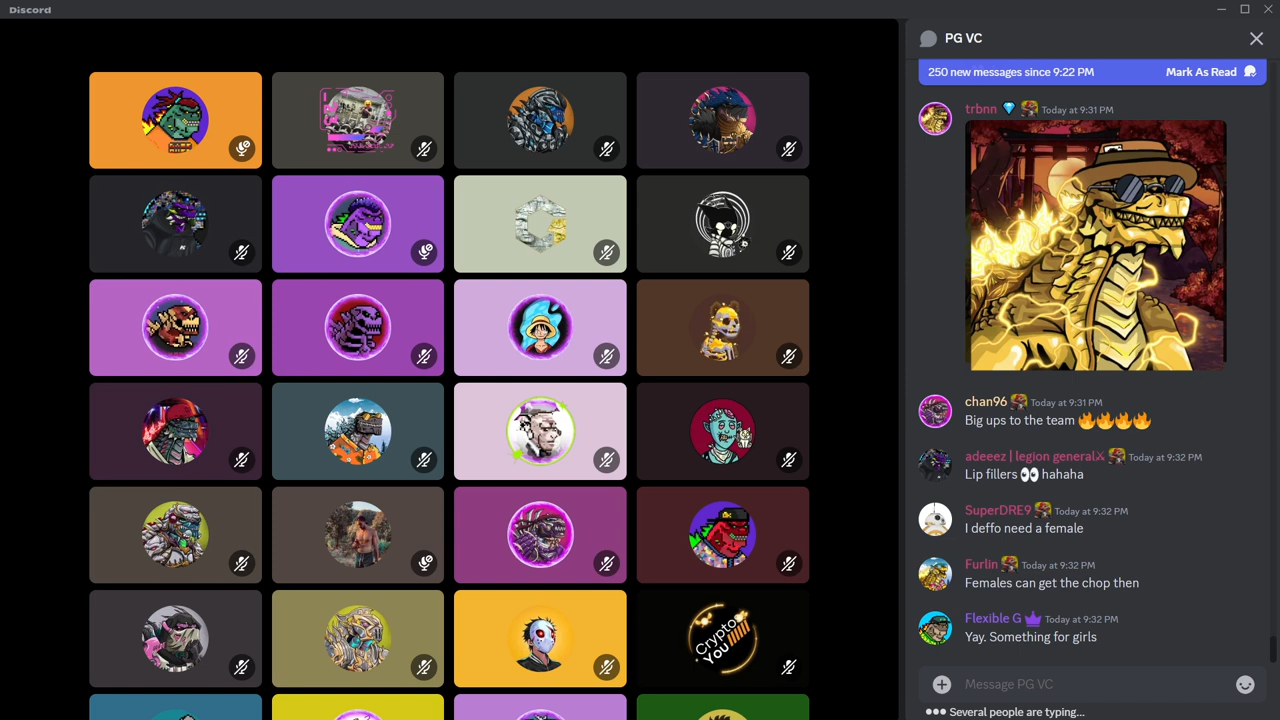 Discord
PG VC
250 new messages since 9:22 PM Mark As Read
trbnn Today at 9:31 PM
chan96 Today at 9:31 PM
Big ups to the team 🔥🔥🔥🔥
adeeez | legion general⚔ Today at 9:32 PM
Lip fillers 👀 hahaha
SuperDRE9 Today at 9:32 PM
I deffo need a female
Furlin Today at 9:32 PM
Females can get the chop then
Flexible G Today at 9:32 PM
Yay. Something for girls
Message PG VC
Several people are typing...
Crypto
You